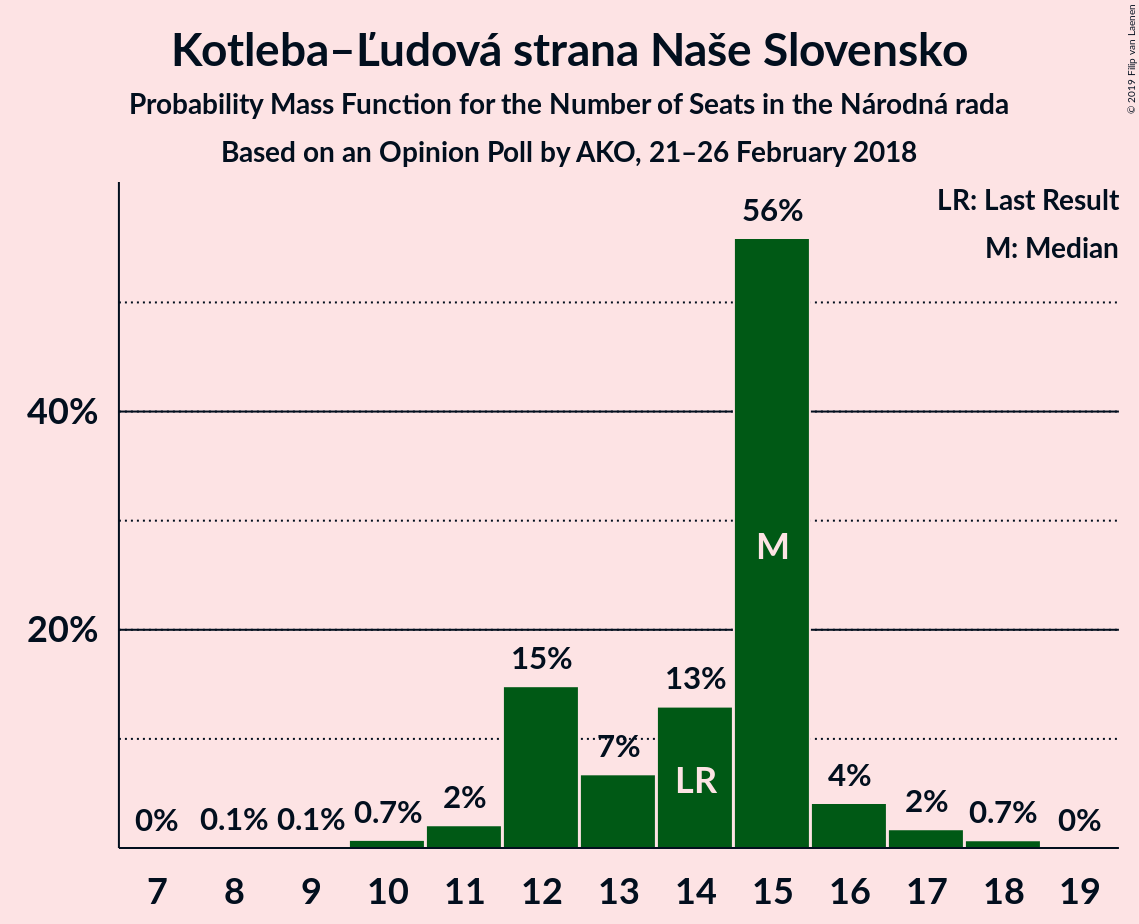 Kotleba–Ľudová strana Naše Slovensko
Probability Mass Function for the Number of Seats in the Národná rada
Based on an Opinion Poll by AKO, 21–26 February 2018
© 2019 Filip van Laenen
LR: Last Result
M: Median
56%
40%
M
20%
15%
13%
7%
LR
4%
2%
2%
0%
0.1%
0.1%
0.7%
0.7%
0%
7 8 9 10 11 12 13 14 15 16 17 18 19